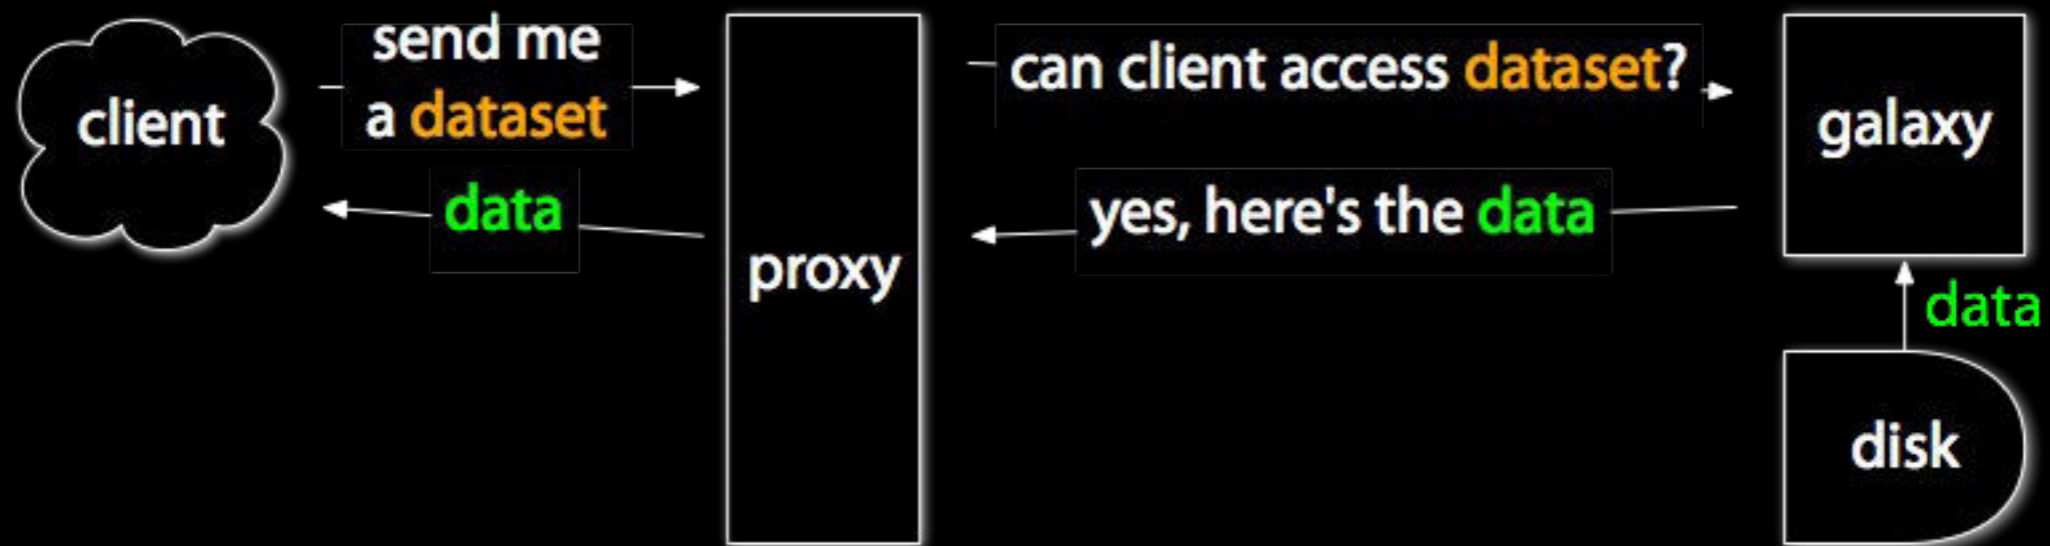 client
send me
a dataset
data
proxy
can client access dataset?
yes, here's the data
galaxy
data
disk